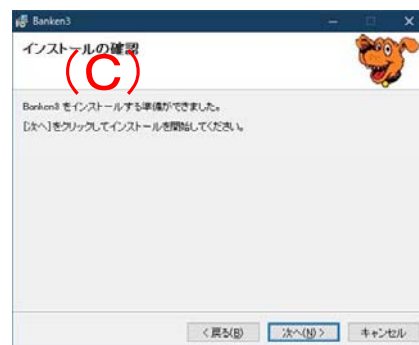 Banken3
インストールの確認
(C)
Banken3 をインストールする準備ができました。
[次へ]をクリックしてインストールを開始してください。
< 戻る(B)
次へ(N) >
キャンセル